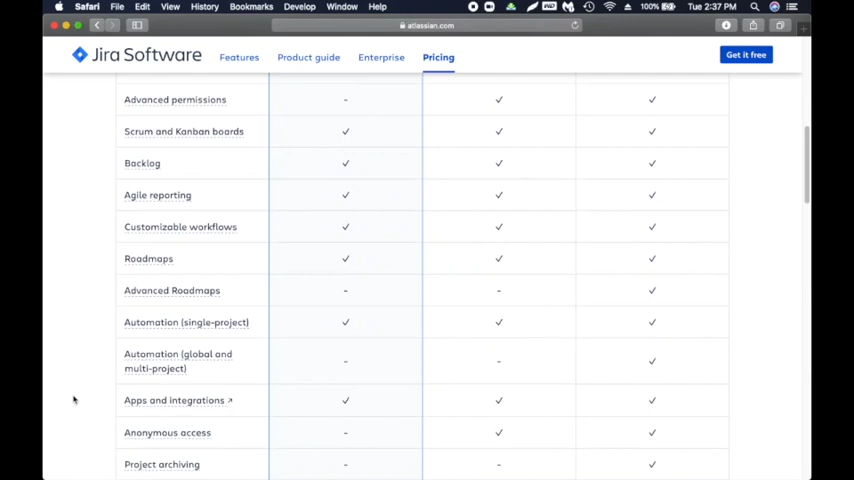 Safari File Edit View History Bookmarks Develop Window Help 100% Tue 2:37 PM
atlassian.com
Jira Software Features Product guide Enterprise Pricing Get it free
Advanced permissions - ✓ ✓
Scrum and Kanban boards ✓ ✓ ✓
Backlog ✓ ✓ ✓
Agile reporting ✓ ✓ ✓
Customizable workflows ✓ ✓ ✓
Roadmaps ✓ ✓ ✓
Advanced Roadmaps - - ✓
Automation (single-project) ✓ ✓ ✓
Automation (global and
multi-project) - - ✓
Apps and integrations ↗ ✓ ✓ ✓
Anonymous access - ✓ ✓
Project archiving - - ✓